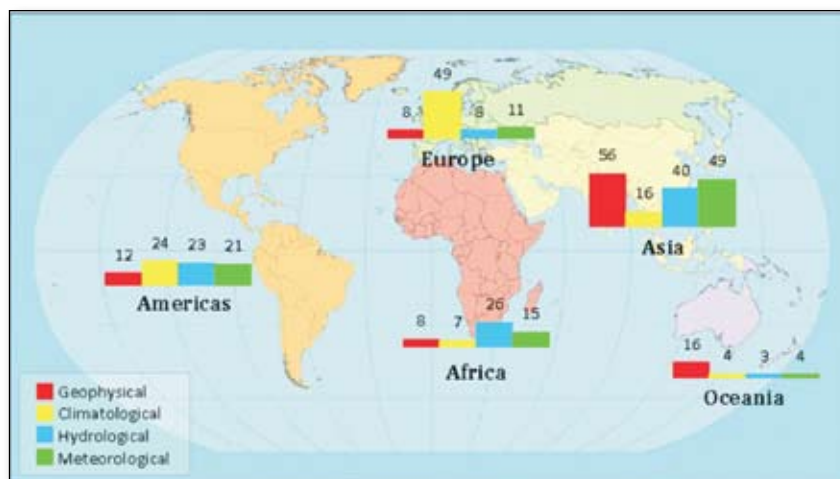 49
8
8
11
Europe
56
16
40
49
Asia
12
24
23
21
Americas
8
7
26
15
Africa
16
4
3
4
Oceania
Geophysical
Climatological
Hydrological
Meteorological